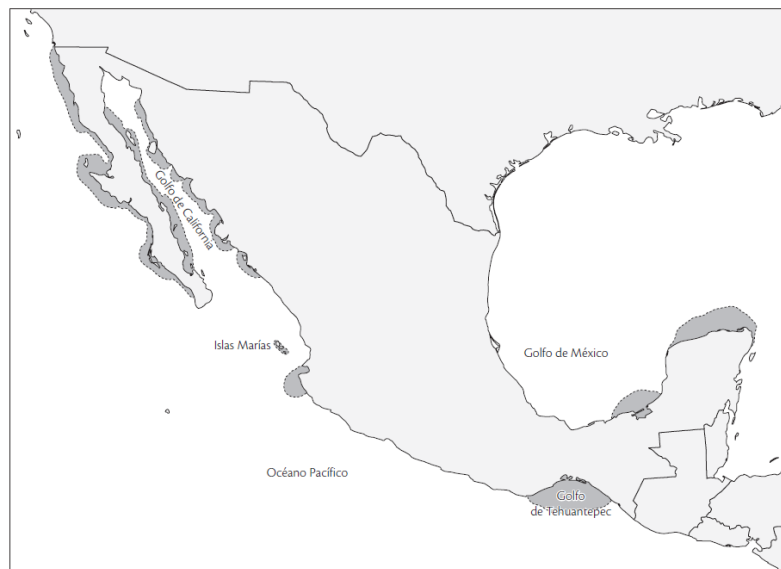 Golfo de California
Islas Marías
Golfo de México
Océano Pacífico
Golfo
de Tehuantepec